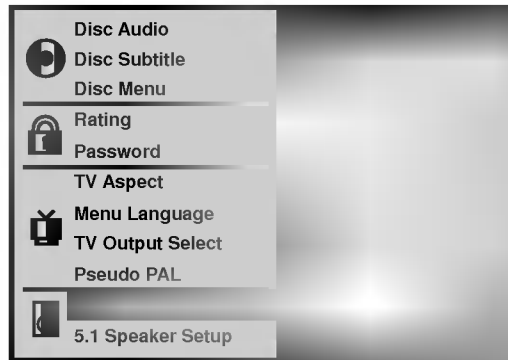 Disc Audio
Disc Subtitle
Disc Menu
Rating
Password
TV Aspect
Menu Language
TV Output Select
Pseudo PAL
5.1 Speaker Setup